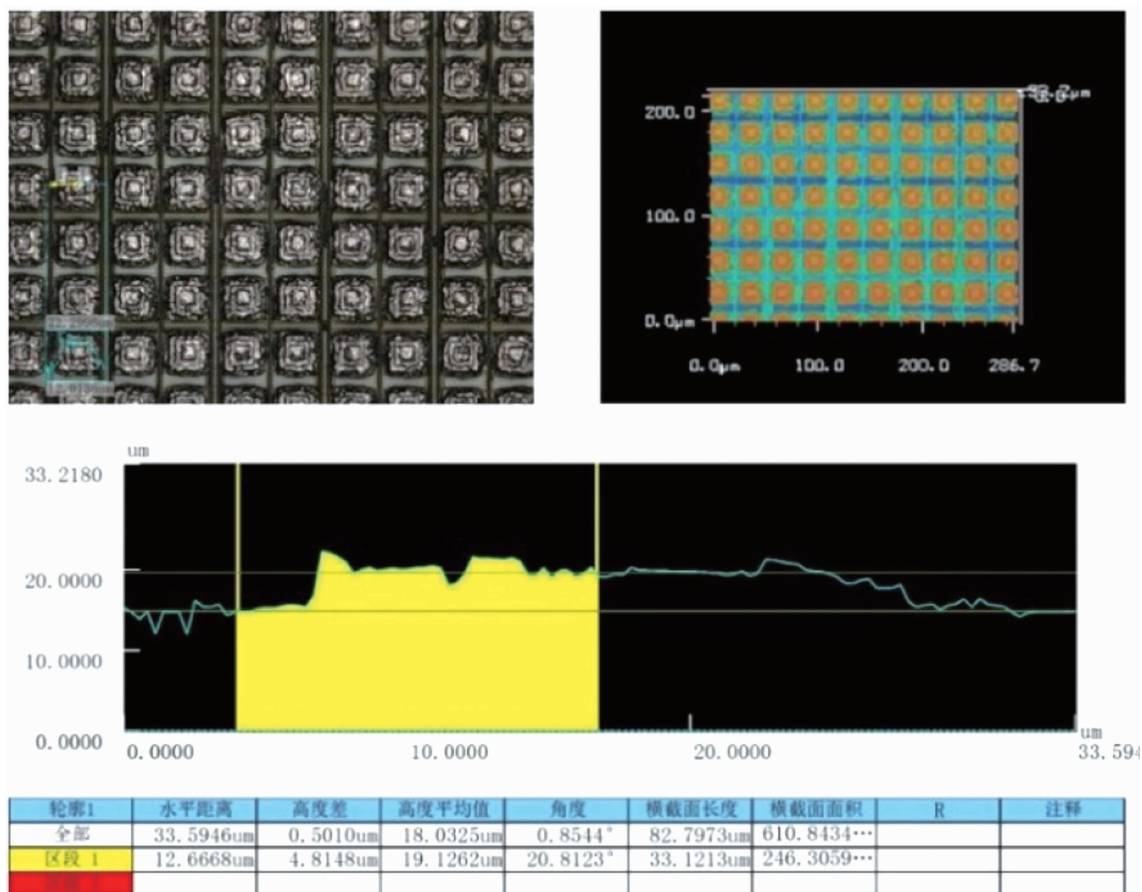 200.0
100.0
0.0μm
0.0μm 100.0 200.0 286.7
um
33.2180
20.0000
10.0000
0.0000
um
0.0000 10.0000 20.0000 33.594
轮廓1 水平距离 高度差 高度平均值 角度 横截面长度 横截面面积 R 注释
全部 33.5946um 0.5010um 18.0325um 0.8544° 82.7973um 610.8434···
区段 1 12.6668um 4.8148um 19.1262um 20.8123° 33.1213um 246.3059···